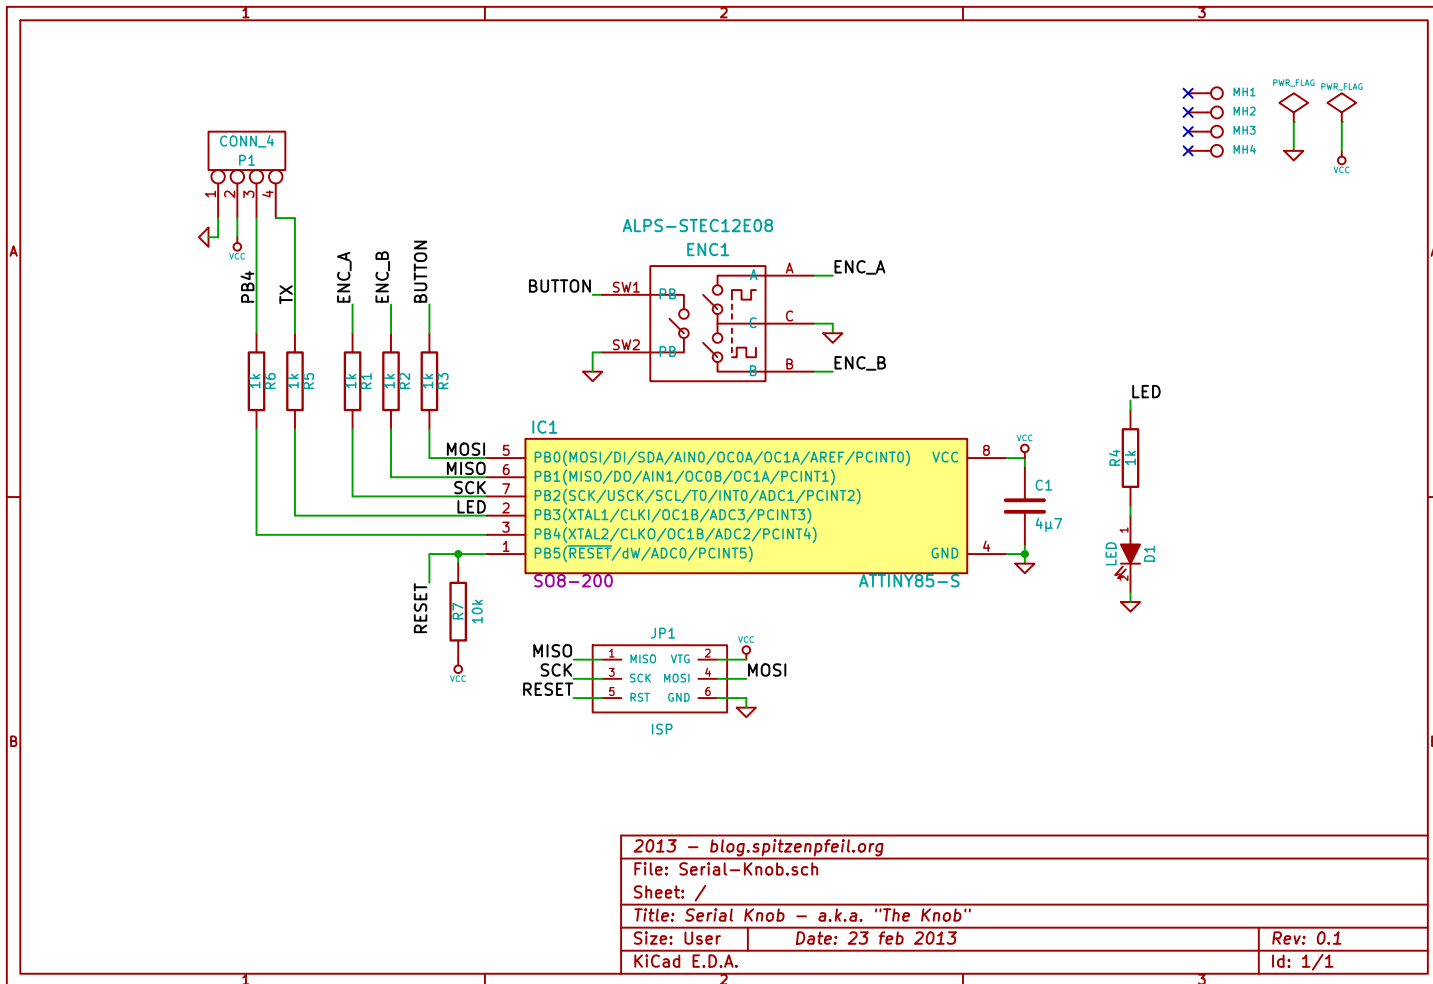 1 2 3
A
MH1
MH2
MH3
MH4
PWR_FLAG
PWR_FLAG
VCC
CONN_4
P1
1 2 3 4
VCC
PB4
TX
ENC_A
ENC_B
BUTTON
1k R6
1k R5
1k R1
1k R2
1k R3
ALPS-STEC12E08
ENC1
BUTTON SW1 PB A A ENC_A
C C
SW2 PB B B ENC_B
LED
R4
1k
1
LED
D1
2
IC1
MOSI 5 PB0(MOSI/DI/SDA/AIN0/OC0A/OC1A/AREF/PCINT0) VCC 8
MISO 6 PB1(MISO/DO/AIN1/OC0B/OC1A/PCINT1)
SCK 7 PB2(SCK/USCK/SCL/T0/INT0/ADC1/PCINT2)
LED 2 PB3(XTAL1/CLKI/OC1B/ADC3/PCINT3)
3 PB4(XTAL2/CLKO/OC1B/ADC2/PCINT4)
1 PB5(RESET/dW/ADC0/PCINT5) GND 4
SO8-200 ATTINY85-S
VCC
C1
4µ7
RESET
R7
10k
VCC
JP1
VCC
MISO 1 MISO VTG 2
SCK 3 SCK MOSI 4 MOSI
RESET 5 RST GND 6
ISP
B
2013 - blog.spitzenpfeil.org
File: Serial-Knob.sch
Sheet: /
Title: Serial Knob - a.k.a. "The Knob"
Size: User Date: 23 feb 2013 Rev: 0.1
KiCad E.D.A. Id: 1/1
1 2 3